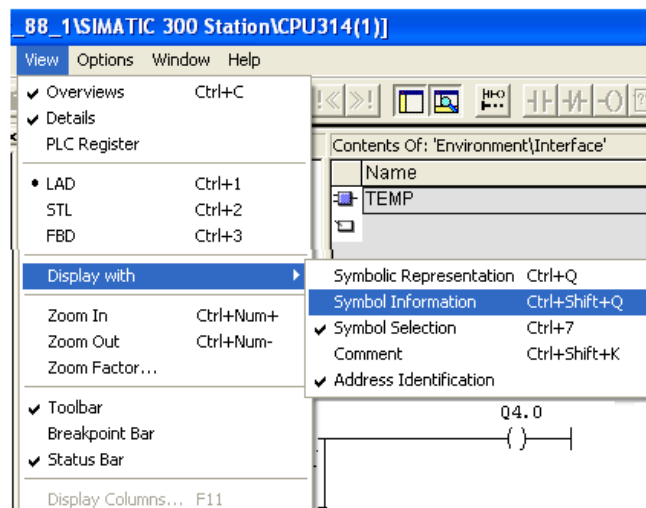 _88_1\SIMATIC 300 Station\CPU314(1)]
View Options Window Help
Overviews Ctrl+C
Details
PLC Register
LAD Ctrl+1
STL Ctrl+2
FBD Ctrl+3
Display with
Zoom In Ctrl+Num+
Zoom Out Ctrl+Num-
Zoom Factor...
Toolbar
Breakpoint Bar
Status Bar
Display Columns... F11
Contents Of: 'Environment\Interface'
Name
TEMP
Symbolic Representation Ctrl+Q
Symbol Information Ctrl+Shift+Q
Symbol Selection Ctrl+7
Comment Ctrl+Shift+K
Address Identification
Q4.0